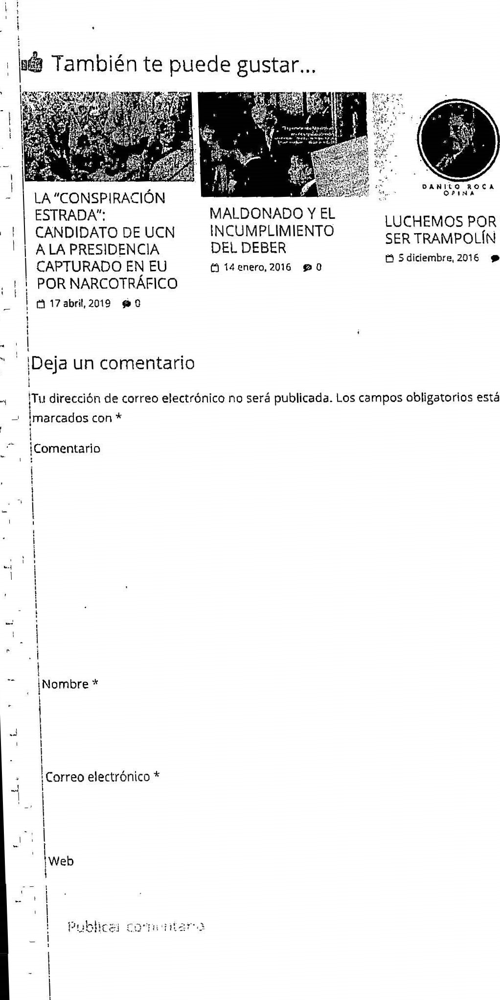 También te puede gustar...
DANILO ROCA
OPINA
LA "CONSPIRACIÓN
ESTRADA":
CANDIDATO DE UCN
A LA PRESIDENCIA
CAPTURADO EN EU
POR NARCOTRÁFICO
17 abril, 2019 0
MALDONADO Y EL
INCUMPLIMIENTO
DEL DEBER
14 enero, 2016 0
LUCHEMOS POR
SER TRAMPOLÍN
5 diciembre, 2016
Deja un comentario
Tu dirección de correo electrónico no será publicada. Los campos obligatorios está
marcados con *
Comentario
Nombre *
Correo electrónico *
Web
Publicar comentario